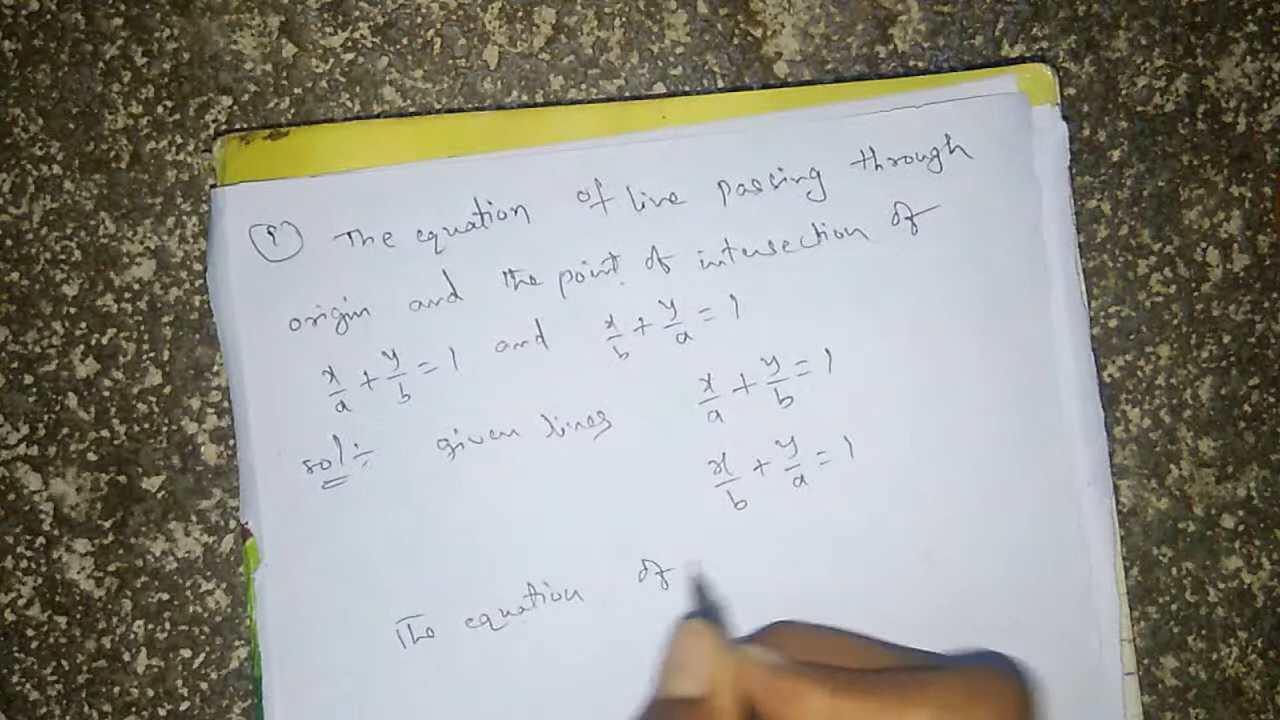 9) The equation of line passing through
origin and the point of intersection of
x/a + y/b = 1 and x/b + y/a = 1
sol:- given lines x/a + y/b = 1
x/b + y/a = 1
The equation of